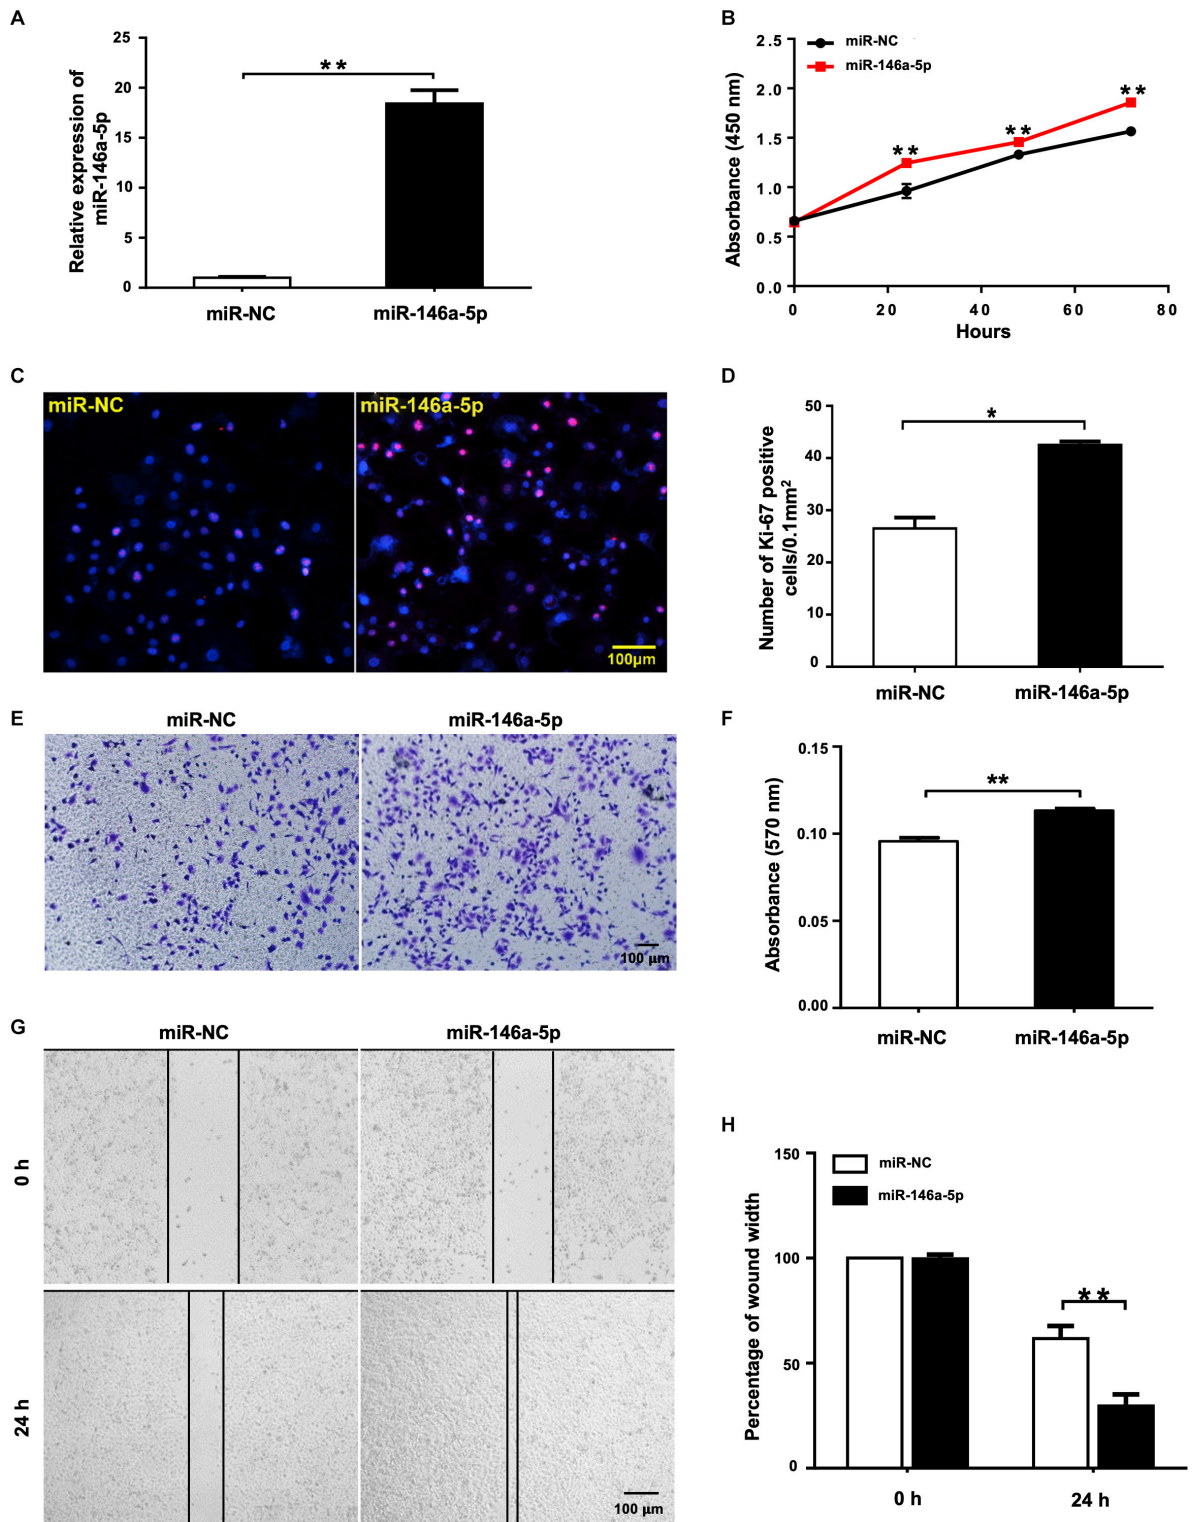 A
Relative expression of
miR-146a-5p
25
20
15
10
5
0
**
miR-NC
miR-146a-5p
B
Absorbance (450 nm)
2.5
2.0
1.5
1.0
0.5
0.0
miR-NC
miR-146a-5p
**
**
**
0
20
40
60
80
Hours
C
miR-NC
miR-146a-5p
100μm
D
Number of Ki-67 positive
cells/0.1mm2
50
40
30
20
10
0
*
miR-NC
miR-146a-5p
E
miR-NC
miR-146a-5p
100 μm
F
Absorbance (570 nm)
0.15
0.10
0.05
0.00
**
miR-NC
miR-146a-5p
G
miR-NC
miR-146a-5p
0 h
24 h
100 μm
H
Percentage of wound width
150
100
50
0
miR-NC
miR-146a-5p
**
0 h
24 h